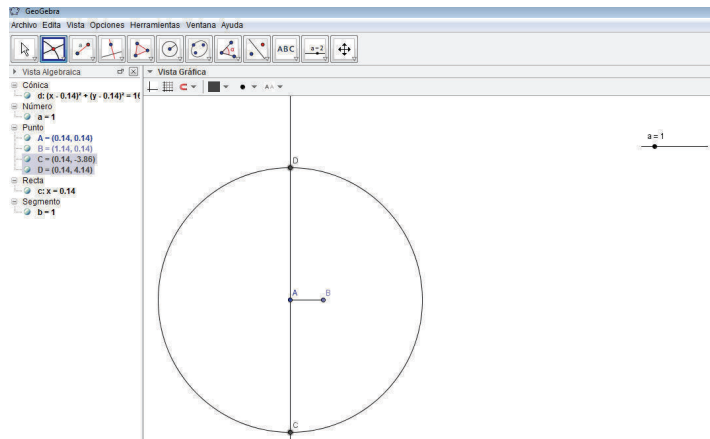 GeoGebra
Archivo Edita Vista Opciones Herramientas Ventana Ayuda
ABC
a=2
Vista Algebraica
Vista Gráfica
Cónica
d: (x - 0.14)² + (y - 0.14)² = 16
Número
a = 1
Punto
A = (0.14, 0.14)
B = (1.14, 0.14)
C = (0.14, -3.86)
D = (0.14, 4.14)
Recta
c: x = 0.14
Segmento
b = 1
a = 1
D
A
B
C